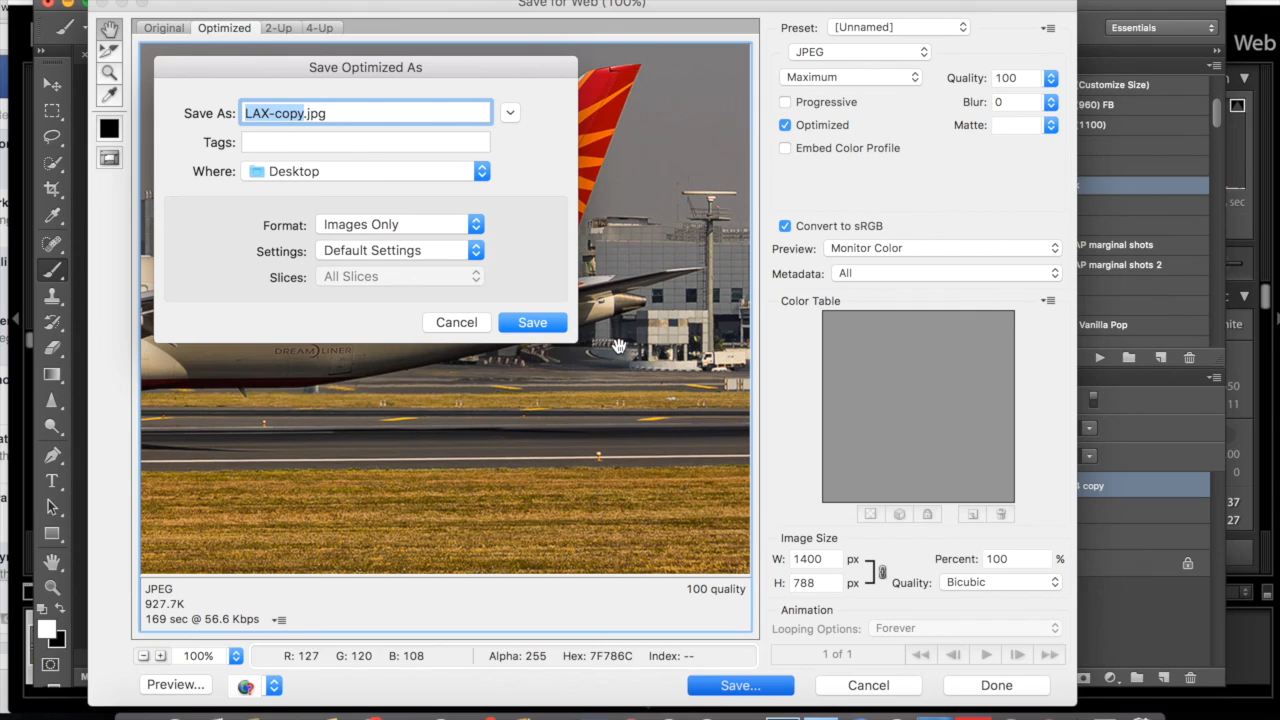 Save for Web (100%)
Essentials
Web
Original
Optimized
2-Up
4-Up
Preset:
[Unnamed]
JPEG
Maximum
Quality:
100
Progressive
Blur:
0
Optimized
Matte:
Embed Color Profile
Convert to sRGB
Preview:
Monitor Color
Metadata:
All
Color Table
Save Optimized As
Save As:
LAX-copy.jpg
Tags:
Where:
Desktop
Format:
Images Only
Settings:
Default Settings
Slices:
All Slices
Cancel
Save
DREAMLINER
(Customize Size)
(960) FB
(1100)
AP marginal shots
AP marginal shots 2
Vanilla Pop
copy
Image Size
W:
1400
px
Percent:
100
%
H:
788
px
Quality:
Bicubic
Animation
Looping Options:
Forever
1 of 1
JPEG
100 quality
927.7K
169 sec @ 56.6 Kbps
100%
R: 127
G: 120
B: 108
Alpha: 255
Hex: 7F786C
Index: --
Preview...
Save...
Cancel
Done